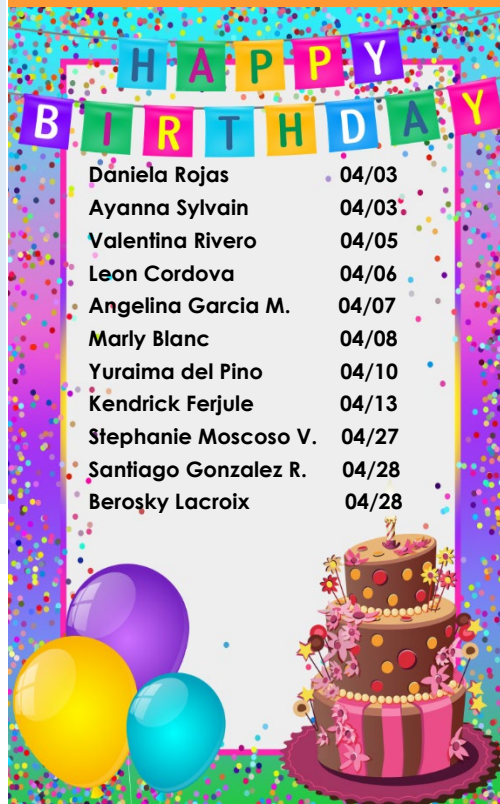 HAPPY
BIRTHDAY
Daniela Rojas 04/03
Ayanna Sylvain 04/03
Valentina Rivero 04/05
Leon Cordova 04/06
Angelina Garcia M. 04/07
Marly Blanc 04/08
Yuraima del Pino 04/10
Kendrick Ferjule 04/13
Stephanie Moscoso V. 04/27
Santiago Gonzalez R. 04/28
Berosky Lacroix 04/28